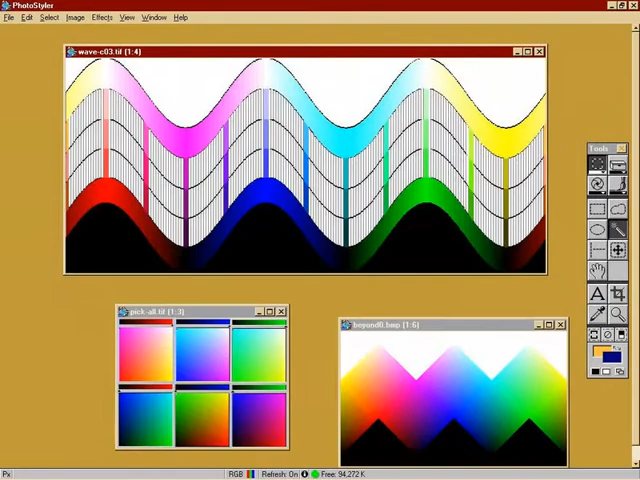 PhotoStyler
File Edit Select Image Effects View Window Help
wave-c03.tif (1:4)
Tools
pick-all.tif (1:3)
beyand0.bmp (1:6)
Px RGB Refresh: On Free: 94,272 K